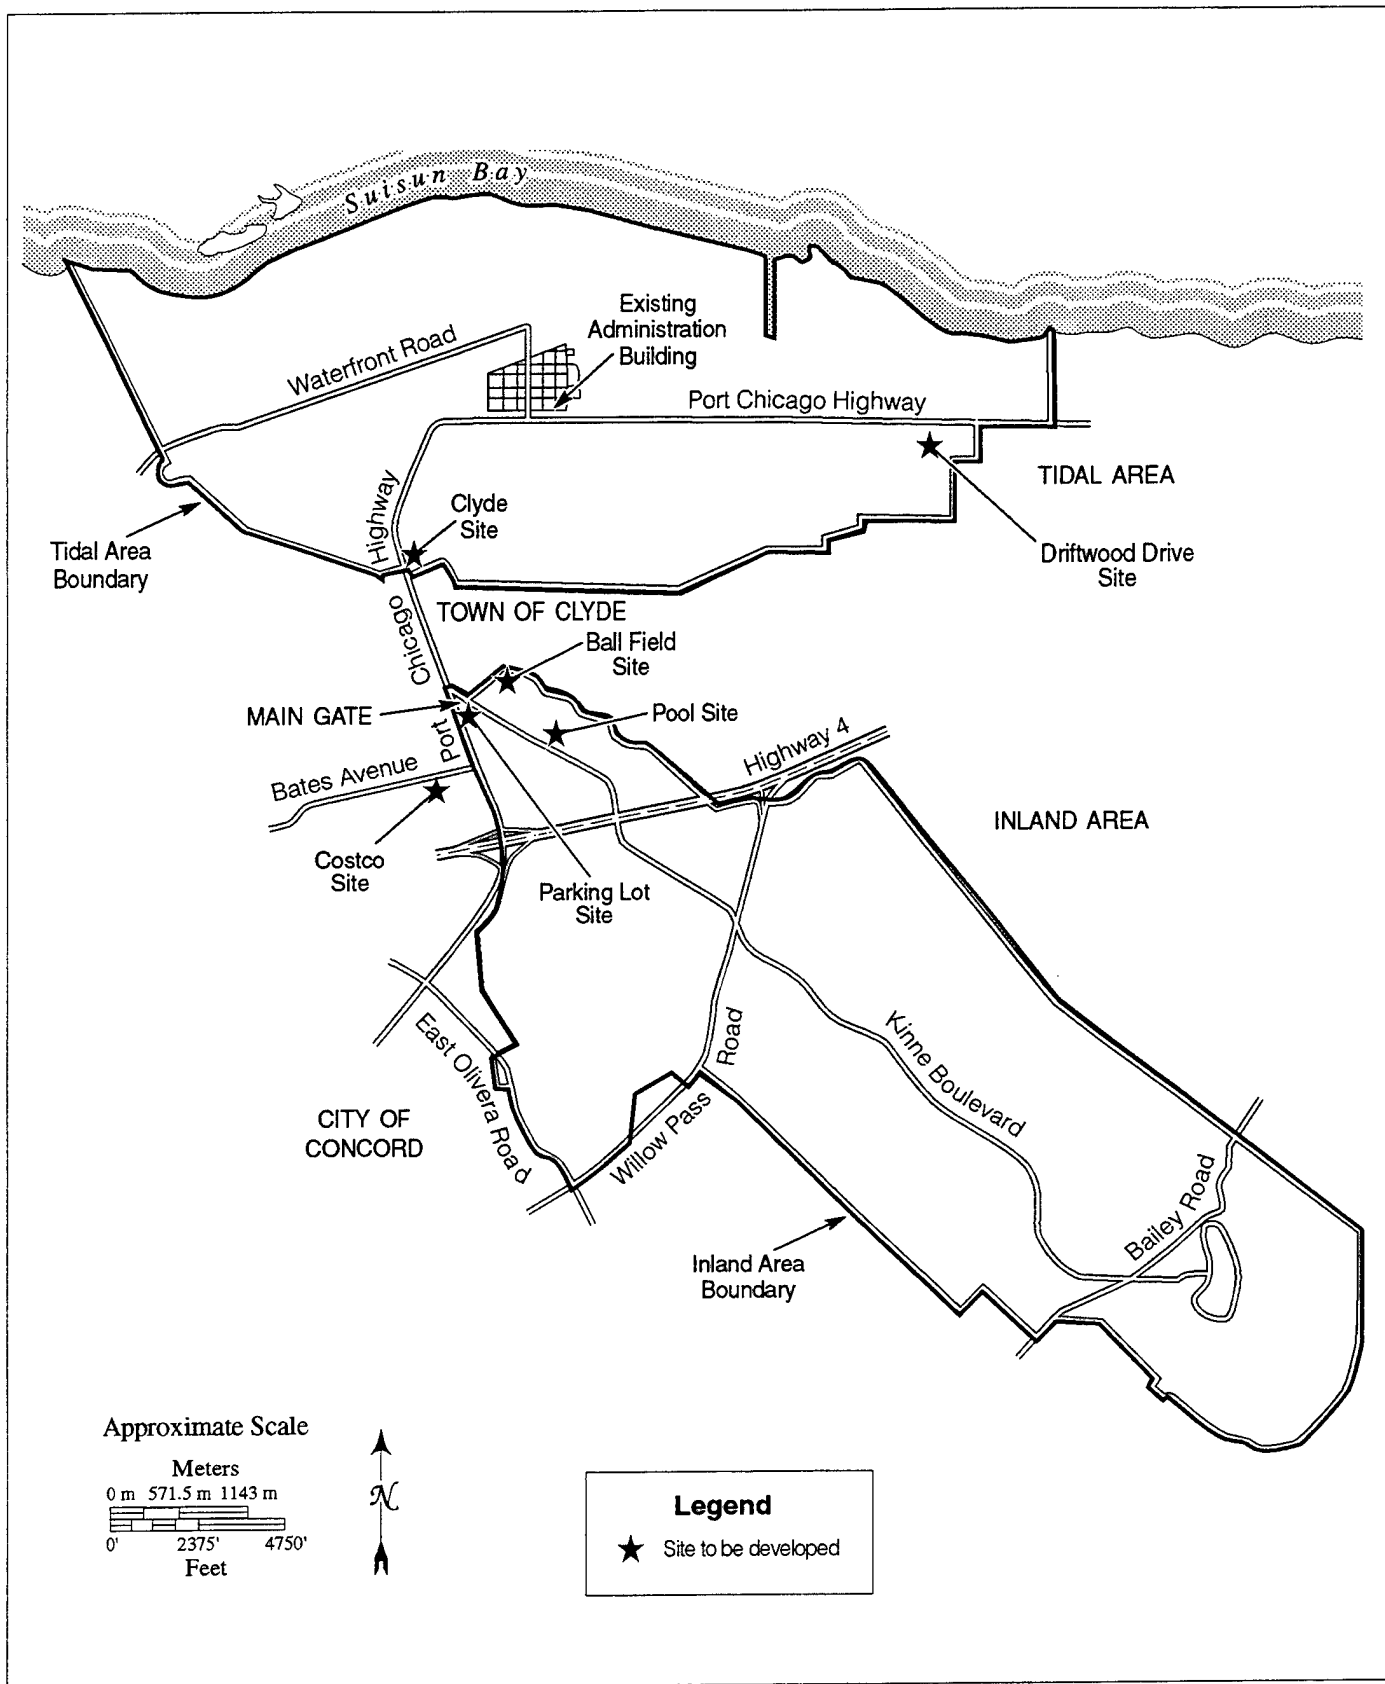 Suisun Bay
Existing
Administration
Building
Waterfront Road
Port Chicago Highway
TIDAL AREA
Highway
Clyde
Site
Tidal Area
Boundary
Driftwood Drive
Site
TOWN OF CLYDE
Chicago
Ball Field
Site
MAIN GATE
Pool Site
Port
Highway 4
Bates Avenue
INLAND AREA
Costco
Site
Parking Lot
Site
Road
Kinne Boulevard
East Olivera Road
CITY OF
CONCORD
Willow Pass
Bailey Road
Inland Area
Boundary
Approximate Scale
Meters
0 m 571.5 m 1143 m
0' 2375' 4750'
Feet
N
Legend
Site to be developed